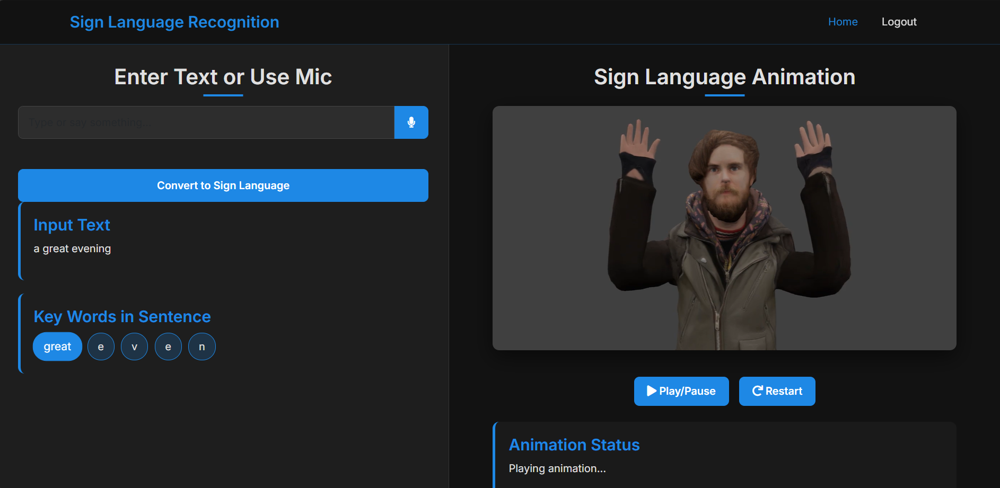 Sign Language Recognition
Home
Logout
Enter Text or Use Mic
Type or say something...
Convert to Sign Language
Input Text
a great evening
Key Words in Sentence
great e v e n
Sign Language Animation
Play/Pause
Restart
Animation Status
Playing animation...